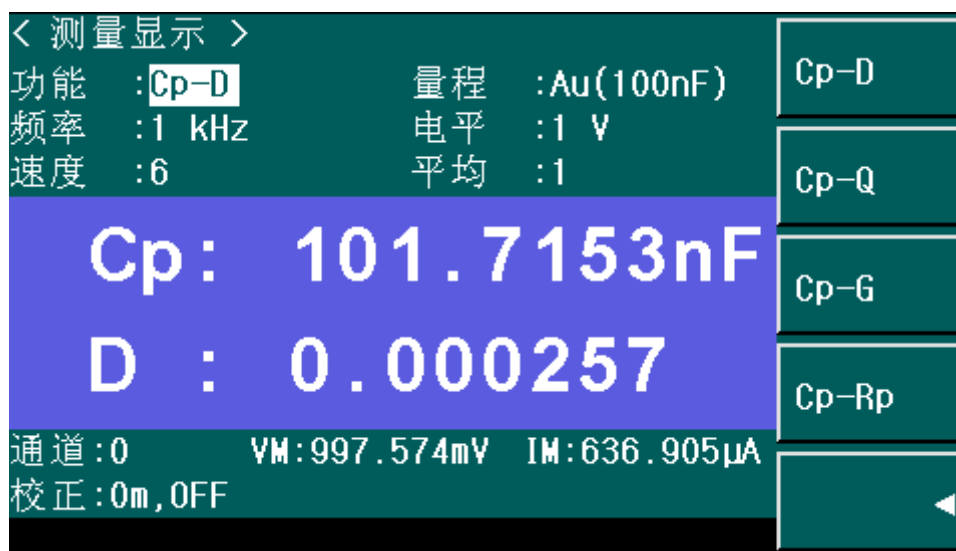 < 测量显示 >
功能 :Cp-D 量程 :Au(100nF)
频率 :1 kHz 电平 :1 V
速度 :6 平均 :1
Cp: 101.7153nF
D : 0.000257
通道:0 VM:997.574mV IM:636.905µA
校正:0m,OFF
Cp-D
Cp-Q
Cp-G
Cp-Rp